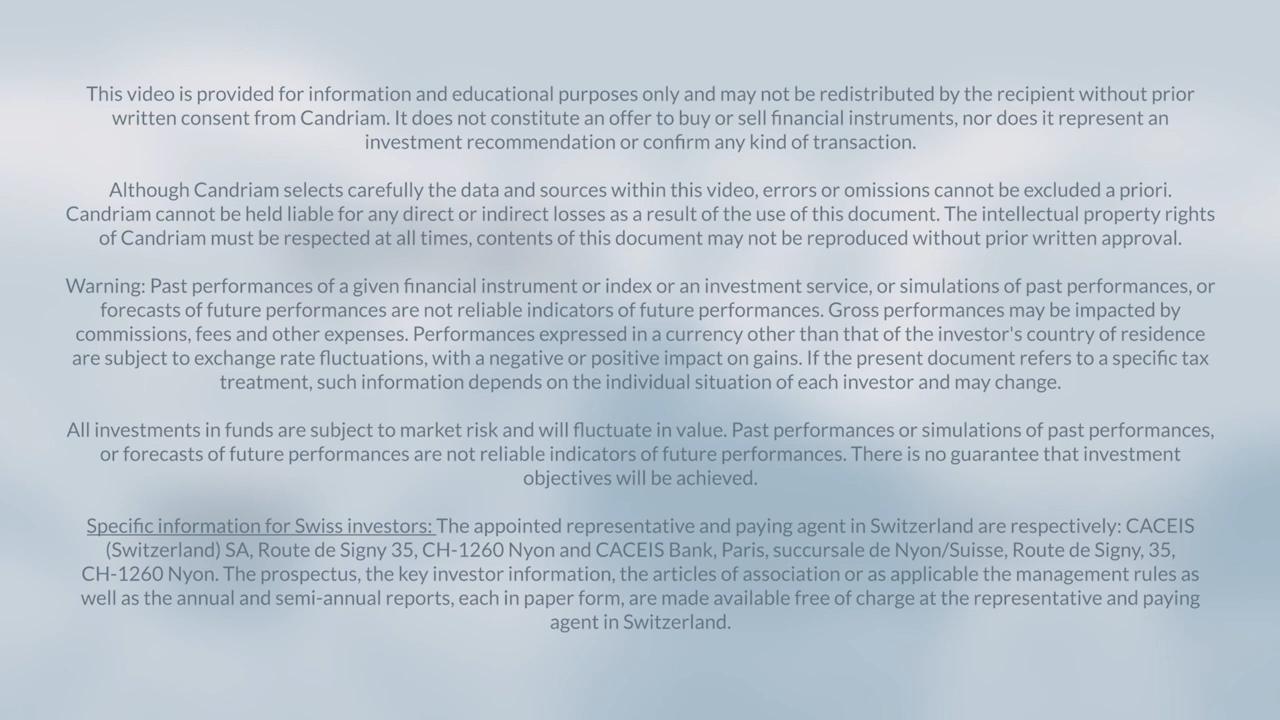 This video is provided for information and educational purposes only and may not be redistributed by the recipient without prior
written consent from Candriam. It does not constitute an offer to buy or sell financial instruments, nor does it represent an
investment recommendation or confirm any kind of transaction.
Although Candriam selects carefully the data and sources within this video, errors or omissions cannot be excluded a priori.
Candriam cannot be held liable for any direct or indirect losses as a result of the use of this document. The intellectual property rights
of Candriam must be respected at all times, contents of this document may not be reproduced without prior written approval.
Warning: Past performances of a given financial instrument or index or an investment service, or simulations of past performances, or
forecasts of future performances are not reliable indicators of future performances. Gross performances may be impacted by
commissions, fees and other expenses. Performances expressed in a currency other than that of the investor's country of residence
are subject to exchange rate fluctuations, with a negative or positive impact on gains. If the present document refers to a specific tax
treatment, such information depends on the individual situation of each investor and may change.
All investments in funds are subject to market risk and will fluctuate in value. Past performances or simulations of past performances,
or forecasts of future performances are not reliable indicators of future performances. There is no guarantee that investment
objectives will be achieved.
Specific information for Swiss investors: The appointed representative and paying agent in Switzerland are respectively: CACEIS
(Switzerland) SA, Route de Signy 35, CH-1260 Nyon and CACEIS Bank, Paris, succursale de Nyon/Suisse, Route de Signy, 35,
CH-1260 Nyon. The prospectus, the key investor information, the articles of association or as applicable the management rules as
well as the annual and semi-annual reports, each in paper form, are made available free of charge at the representative and paying
agent in Switzerland.